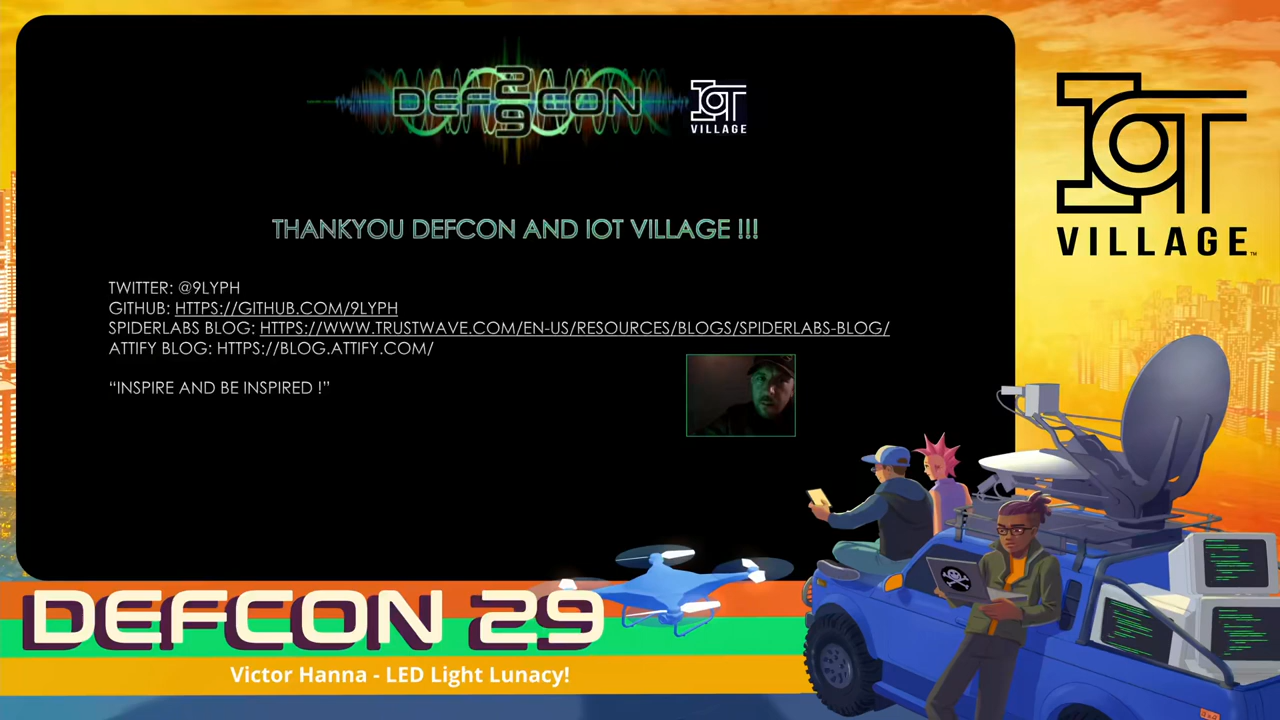 DEF CON
29
IOT
VILLAGE
THANKYOU DEFCON AND IOT VILLAGE !!!
TWITTER: @9LYPH
GITHUB: HTTPS://GITHUB.COM/9LYPH
SPIDERLABS BLOG: HTTPS://WWW.TRUSTWAVE.COM/EN-US/RESOURCES/BLOGS/SPIDERLABS-BLOG/
ATTIFY BLOG: HTTPS://BLOG.ATTIFY.COM/
“INSPIRE AND BE INSPIRED !”
IOT
VILLAGE™
DEFCON 29
Victor Hanna - LED Light Lunacy!